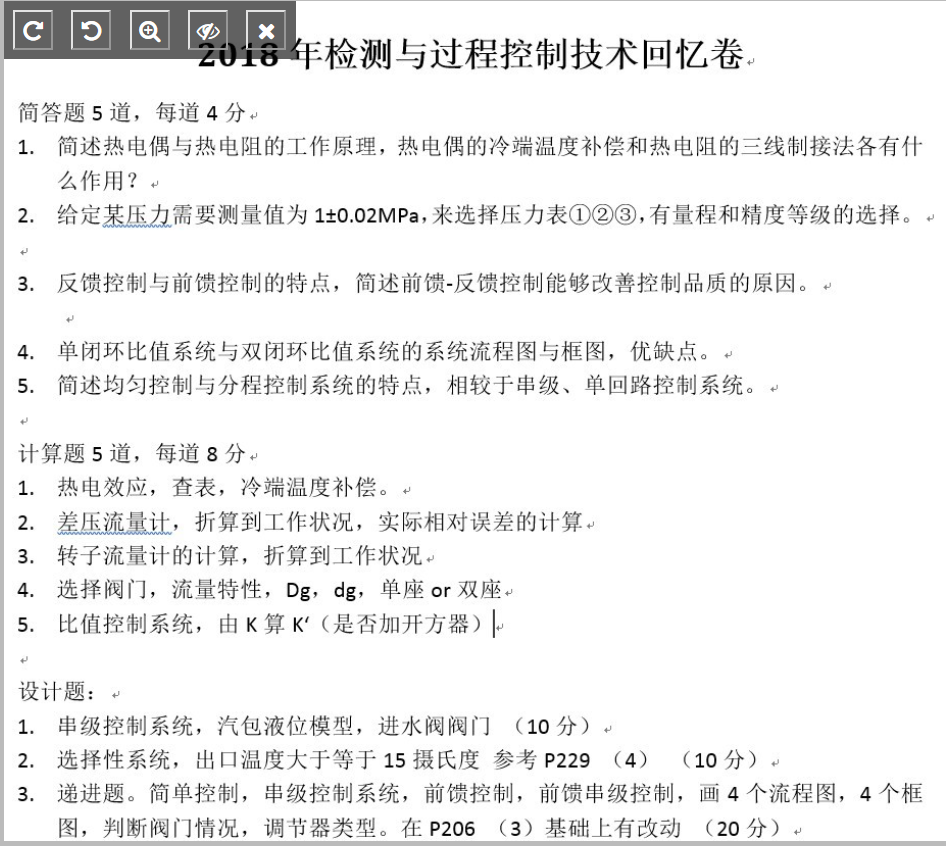 2018 年检测与过程控制技术回忆卷
简答题 5 道，每道 4 分
1. 简述热电偶与热电阻的工作原理，热电偶的冷端温度补偿和热电阻的三线制接法各有什
么作用？
2. 给定某压力需要测量值为 1±0.02MPa，来选择压力表①②③，有量程和精度等级的选择。
3. 反馈控制与前馈控制的特点，简述前馈-反馈控制能够改善控制品质的原因。
4. 单闭环比值系统与双闭环比值系统的系统流程图与框图，优缺点。
5. 简述均匀控制与分程控制系统的特点，相较于串级、单回路控制系统。
计算题 5 道，每道 8 分
1. 热电效应，查表，冷端温度补偿。
2. 差压流量计，折算到工作状况，实际相对误差的计算
3. 转子流量计的计算，折算到工作状况
4. 选择阀门，流量特性，Dg，dg，单座 or 双座
5. 比值控制系统，由 K 算 K‘（是否加开方器）
设计题：
1. 串级控制系统，汽包液位模型，进水阀阀门 （10 分）
2. 选择性系统，出口温度大于等于 15 摄氏度 参考 P229 （4） （10 分）
3. 递进题。简单控制，串级控制系统，前馈控制，前馈串级控制，画 4 个流程图，4 个框
图，判断阀门情况，调节器类型。在 P206 （3）基础上有改动 （20 分）